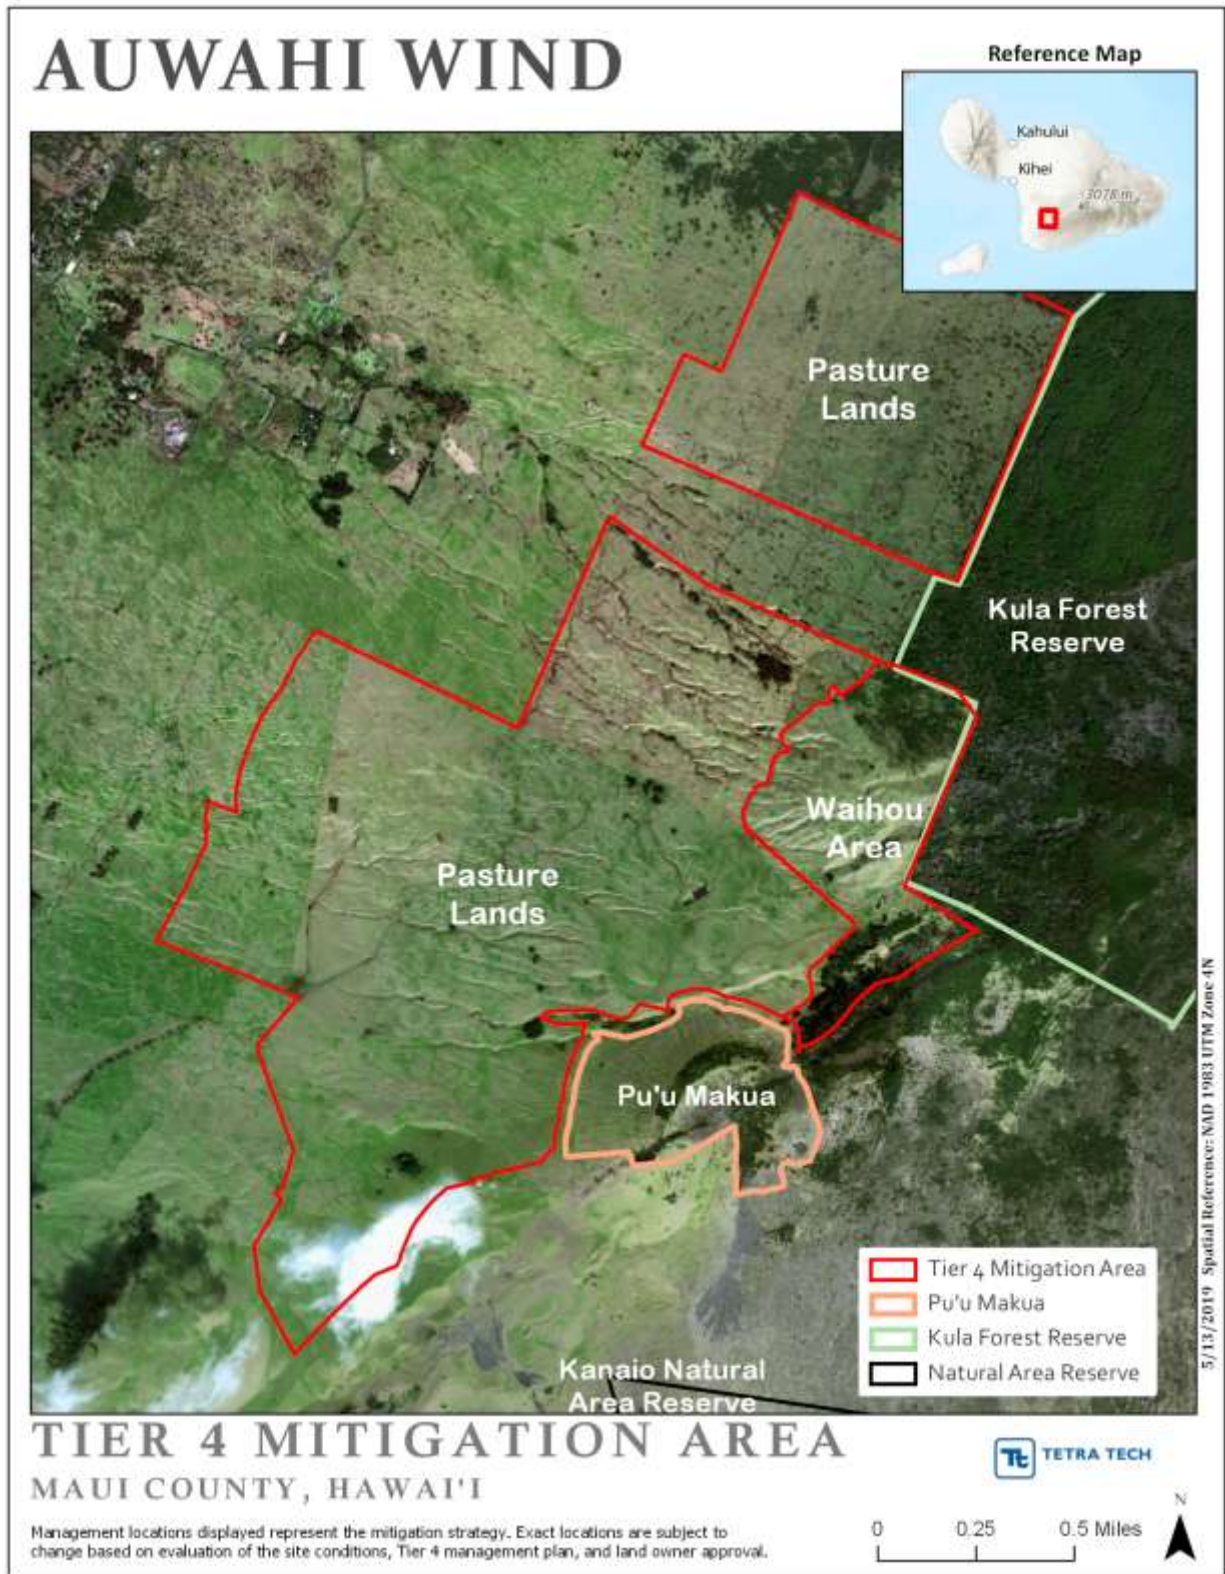 AUWAHI WIND
Reference Map
Kahului
Kihei
3078 m
Pasture
Lands
Kula Forest
Reserve
Waihou
Area
Pasture
Lands
Pu'u Makua
Tier 4 Mitigation Area
Pu'u Makua
Kula Forest Reserve
Natural Area Reserve
Kanaio Natural
Area Reserve
5/13/2019 Spatial Reference: NAD 1983 UTM Zone 4N
TIER 4 MITIGATION AREA
MAUI COUNTY, HAWAI'I
Tt TETRA TECH
N
0 0.25 0.5 Miles
Management locations displayed represent the mitigation strategy. Exact locations are subject to
change based on evaluation of the site conditions, Tier 4 management plan, and land owner approval.